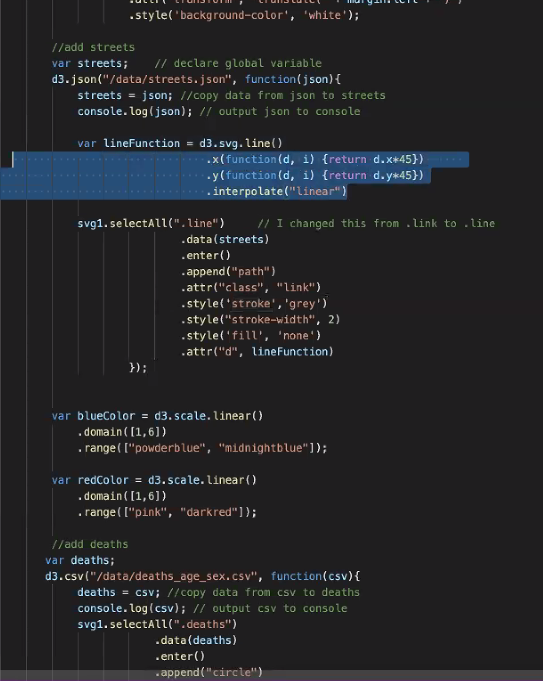 .style('background-color', 'white');
//add streets
var streets;    // declare global variable
d3.json("/data/streets.json", function(json){
streets = json; //copy data from json to streets
console.log(json); // output json to console
var lineFunction = d3.svg.line()
.x(function(d, i) {return d.x*45})
.y(function(d, i) {return d.y*45})
.interpolate("linear")
svg1.selectAll(".line")     // I changed this from .link to .line
.data(streets)
.enter()
.append("path")
.attr("class", "link")
.style('stroke','grey')
.style("stroke-width", 2)
.style('fill', 'none')
.attr("d", lineFunction)
});
var blueColor = d3.scale.linear()
.domain([1,6])
.range(["powderblue", "midnightblue"]);
var redColor = d3.scale.linear()
.domain([1,6])
.range(["pink", "darkred"]);
//add deaths
var deaths;
d3.csv("/data/deaths_age_sex.csv", function(csv){
deaths = csv; //copy data from csv to deaths
console.log(csv); // output csv to console
svg1.selectAll(".deaths")
.data(deaths)
.enter()
.append("circle")